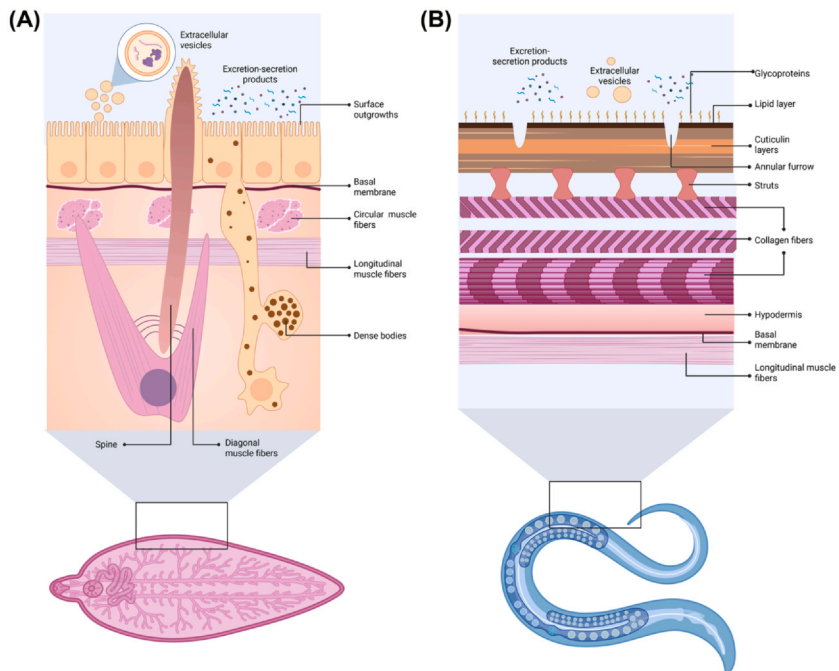 (A)
Extracellular
vesicles
Excretion-secretion
products
Surface
outgrowths
Basal
membrane
Circular muscle
fibers
Longitudinal
muscle fibers
Dense bodies
Spine
Diagonal
muscle fibers
(B)
Excretion-
secretion products
Extracellular
vesicles
Glycoproteins
Lipid layer
Cuticulin
layers
Annular furrow
Struts
Collagen fibers
Hypodermis
Basal
membrane
Longitudinal muscle
fibers